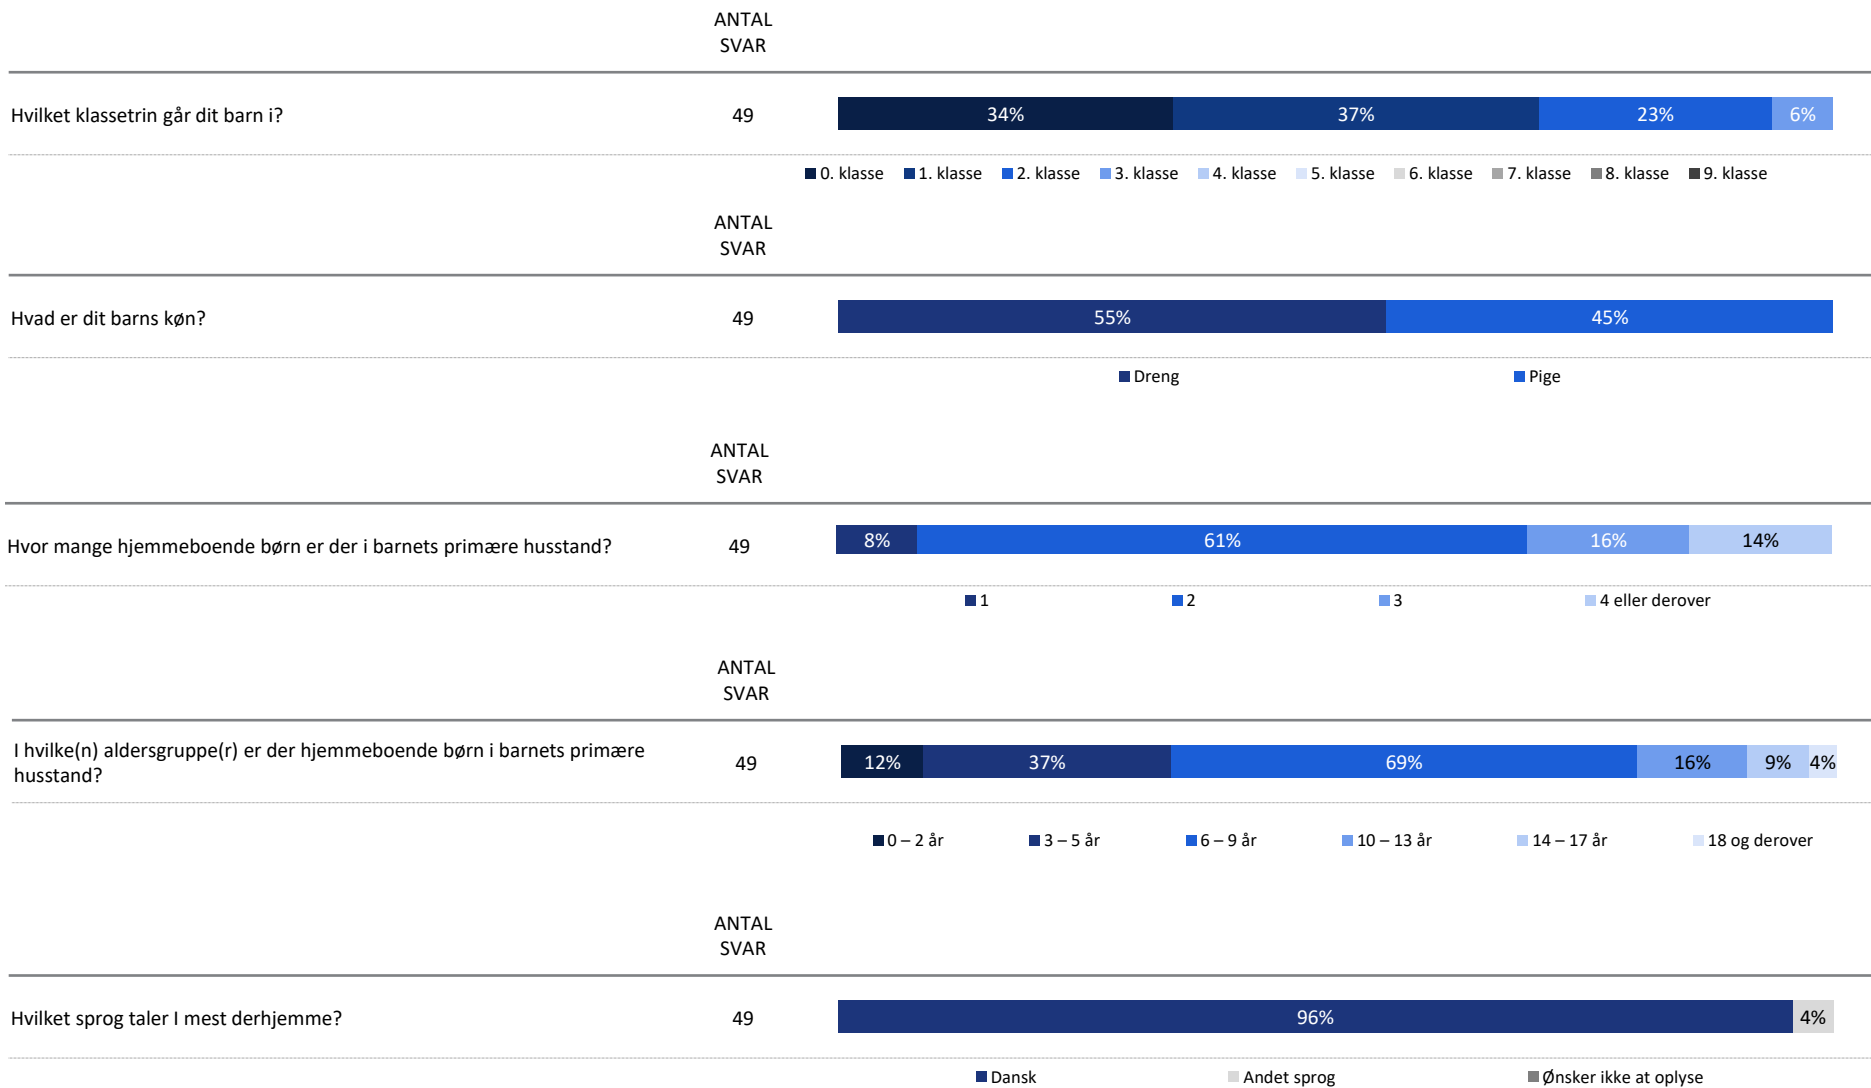 ANTAL
SVAR
Hvilket klassetrin går dit barn i?
49
34%
37%
23%
6%
0. klasse
1. klasse
2. klasse
3. klasse
4. klasse
5. klasse
6. klasse
7. klasse
8. klasse
9. klasse
ANTAL
SVAR
Hvad er dit barns køn?
49
55%
45%
Dreng
Pige
ANTAL
SVAR
Hvor mange hjemmeboende børn er der i barnets primære husstand?
49
8%
61%
16%
14%
1
2
3
4 eller derover
ANTAL
SVAR
I hvilke(n) aldersgruppe(r) er der hjemmeboende børn i barnets primære
husstand?
49
12%
37%
69%
16%
9%
4%
0 – 2 år
3 – 5 år
6 – 9 år
10 – 13 år
14 – 17 år
18 og derover
ANTAL
SVAR
Hvilket sprog taler I mest derhjemme?
49
96%
4%
Dansk
Andet sprog
Ønsker ikke at oplyse